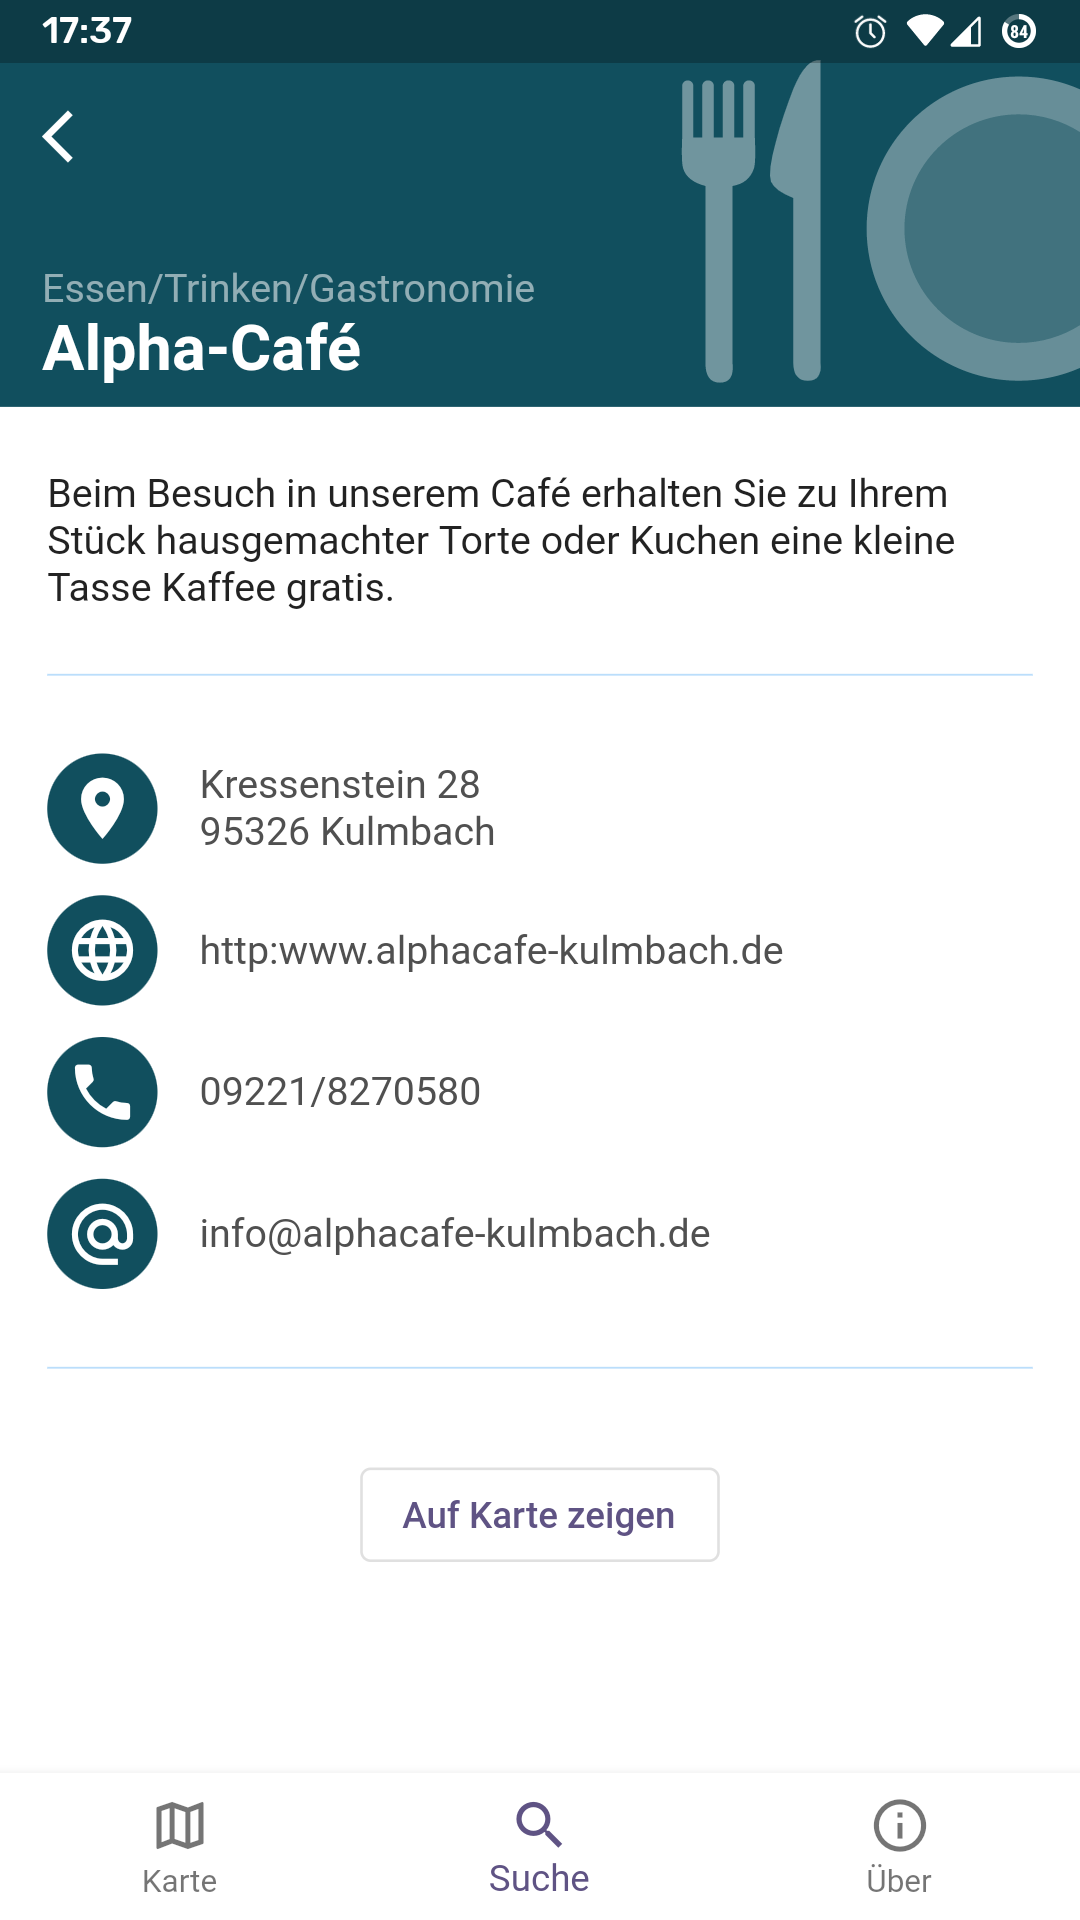 17:37
84
Essen/Trinken/Gastronomie
Alpha-Café
Beim Besuch in unserem Café erhalten Sie zu Ihrem
Stück hausgemachter Torte oder Kuchen eine kleine
Tasse Kaffee gratis.
Kressenstein 28
95326 Kulmbach
http:www.alphacafe-kulmbach.de
09221/8270580
info@alphacafe-kulmbach.de
Auf Karte zeigen
Karte
Suche
Über